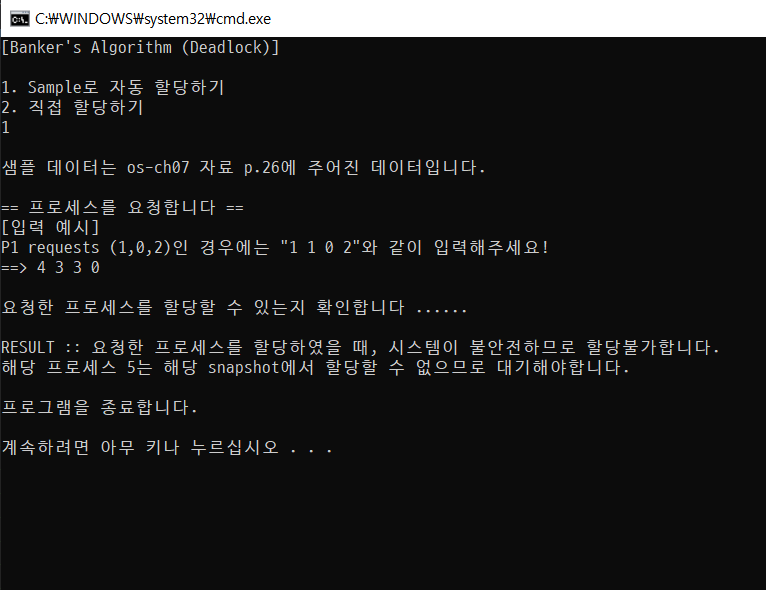 C:₩WINDOWS₩system32₩cmd.exe
[Banker's Algorithm (Deadlock)]
1. Sample로 자동 할당하기
2. 직접 할당하기
1
샘플 데이터는 os-ch07 자료 p.26에 주어진 데이터입니다.
== 프로세스를 요청합니다 ==
[입력 예시]
P1 requests (1,0,2)인 경우에는 "1 1 0 2"와 같이 입력해주세요!
==> 4 3 3 0
요청한 프로세스를 할당할 수 있는지 확인합니다 ......
RESULT :: 요청한 프로세스를 할당하였을 때, 시스템이 불안전하므로 할당불가합니다.
해당 프로세스 5는 해당 snapshot에서 할당할 수 없으므로 대기해야합니다.
프로그램을 종료합니다.
계속하려면 아무 키나 누르십시오 . . .